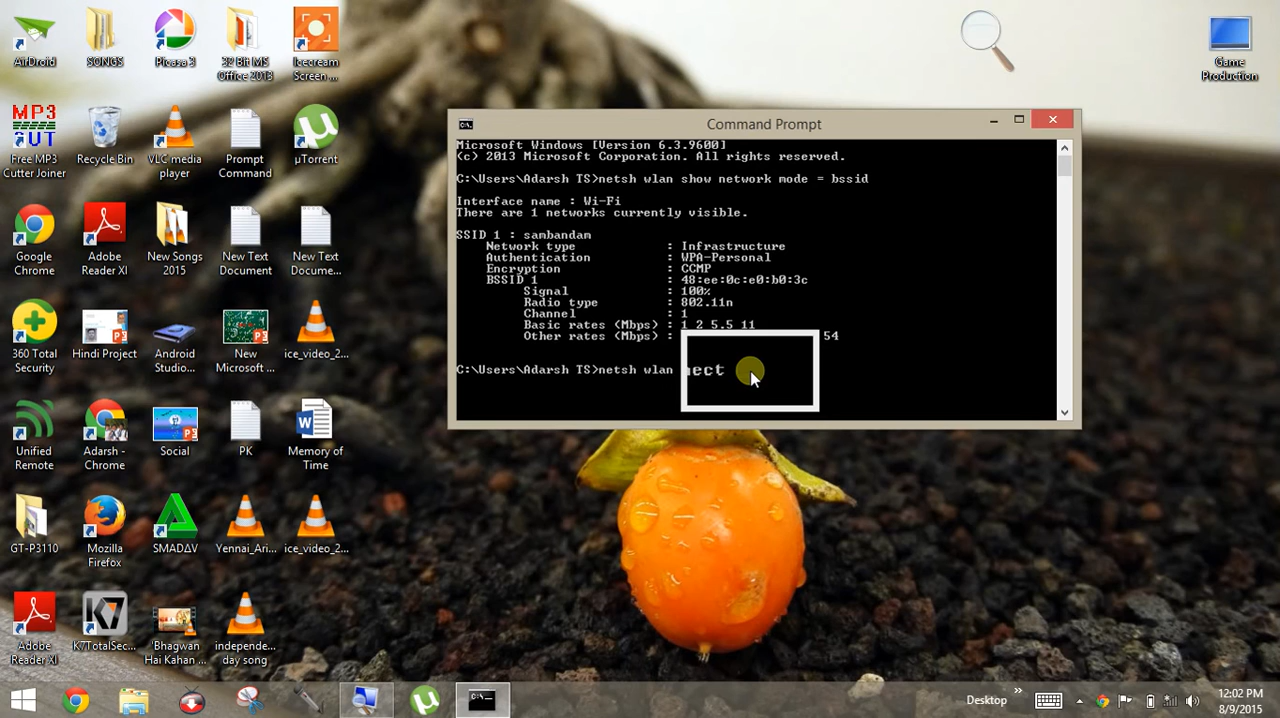 AirDroid
SONGS
Picasa 3
32 Bit MS
Office 2013
Icecream
Screen ...
Game
Production
MP3
CUT
Free MP3
Cutter Joiner
Recycle Bin
VLC media
player
Prompt
Command
µTorrent
Google
Chrome
Adobe
Reader XI
New Songs
2015
New Text
Document
New Text
Docume...
360 Total
Security
Hindi Project
Android
Studio...
New
Microsoft ...
ice_video_2...
Unified
Remote
Adarsh -
Chrome
Social
PK
Memory of
Time
GT-P3110
Mozilla
Firefox
SMADΔV
Yennai_Ari...
ice_video_2...
Adobe
Reader XI
K7TotalSec...
'Bhagwan
Hai Kahan ...
independe...
day song
Command Prompt
Microsoft Windows [Version 6.3.9600]
(c) 2013 Microsoft Corporation. All rights reserved.
C:\Users\Adarsh TS>netsh wlan show network mode = bssid
Interface name : Wi-Fi
There are 1 networks currently visible.
SSID 1 : sambandam
Network type : Infrastructure
Authentication : WPA-Personal
Encryption : CCMP
BSSID 1 : 48:ee:0c:e0:b0:3c
Signal : 100%
Radio type : 802.11n
Channel : 1
Basic rates (Mbps) : 1 2 5.5 11
Other rates (Mbps) : 54
C:\Users\Adarsh TS>netsh wlan nect
Desktop
12:02 PM
8/9/2015